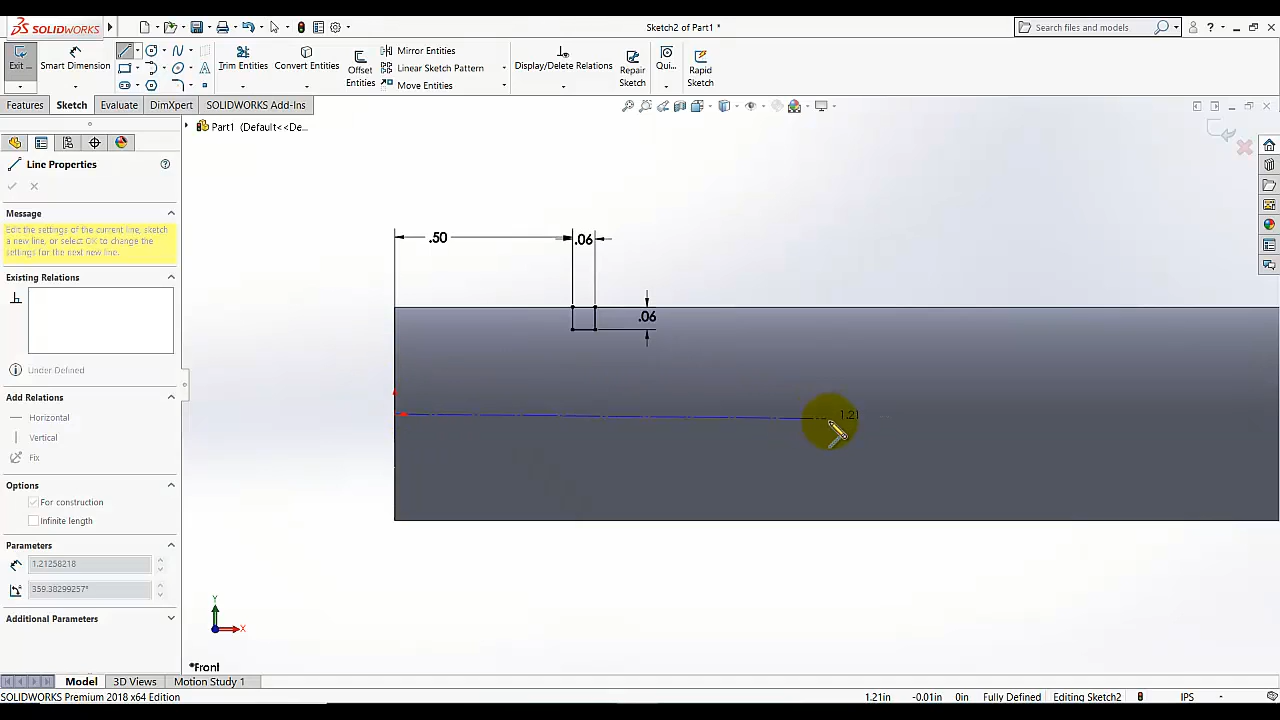 SOLIDWORKS
Sketch2 of Part1 *
Search files and models
?
Exit ...
Smart Dimension
Trim Entities
Convert Entities
Offset Entities
Mirror Entities
Linear Sketch Pattern
Move Entities
Display/Delete Relations
Repair Sketch
Qui...
Rapid Sketch
Features
Sketch
Evaluate
DimXpert
SOLIDWORKS Add-Ins
Part1 (Default<<De...
Line Properties
?
Message
Edit the settings of the current line, sketch
a new line, or select OK to change the
settings for the next new line.
Existing Relations
Under Defined
Add Relations
Horizontal
Vertical
Fix
Options
For construction
Infinite length
Parameters
1.21258218
359.38299257°
Additional Parameters
.50
.06
.06
1.21
Y
X
*Front
Model
3D Views
Motion Study 1
SOLIDWORKS Premium 2018 x64 Edition
1.21in
-0.01in
0in
Fully Defined
Editing Sketch2
IPS
-